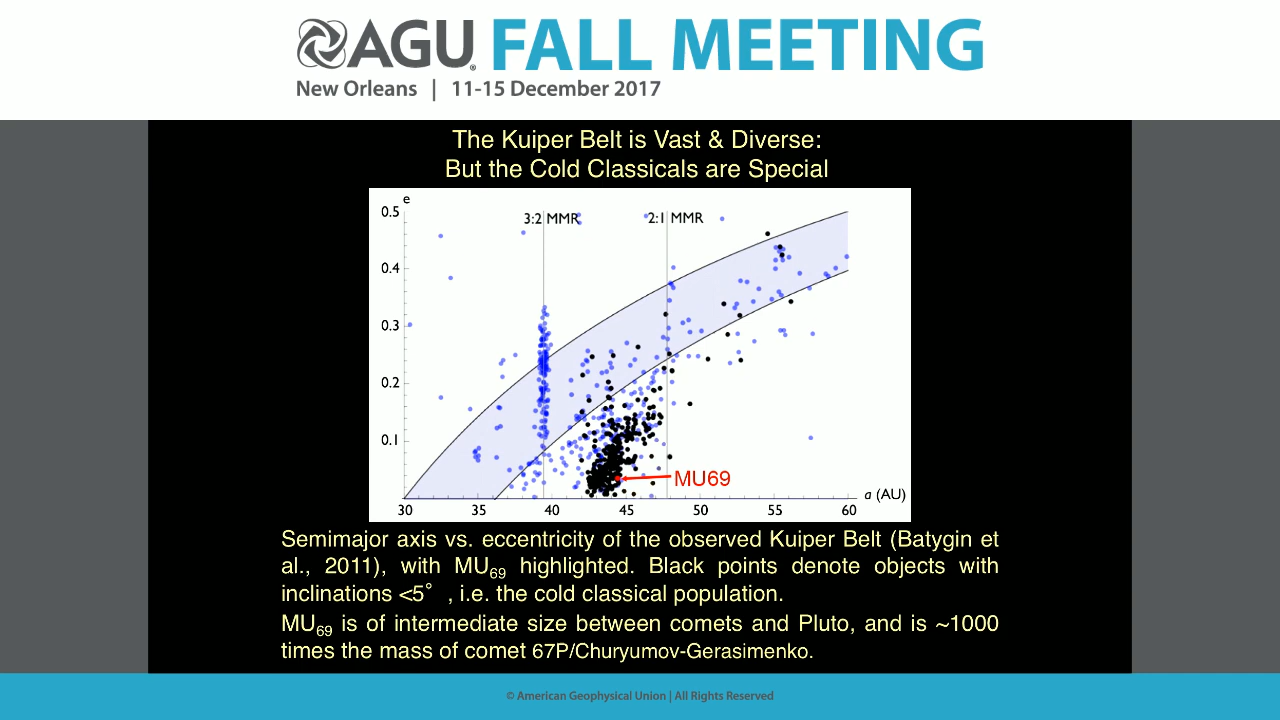 AGU FALL MEETING
New Orleans | 11-15 December 2017
The Kuiper Belt is Vast & Diverse:
But the Cold Classicals are Special
e
0.5
3:2 MMR
2:1 MMR
0.4
0.3
0.2
0.1
MU69
a (AU)
30 35 40 45 50 55 60
Semimajor axis vs. eccentricity of the observed Kuiper Belt (Batygin et
al., 2011), with MU69 highlighted. Black points denote objects with
inclinations <5° , i.e. the cold classical population.
MU69 is of intermediate size between comets and Pluto, and is ~1000
times the mass of comet 67P/Churyumov-Gerasimenko.
© American Geophysical Union | All Rights Reserved